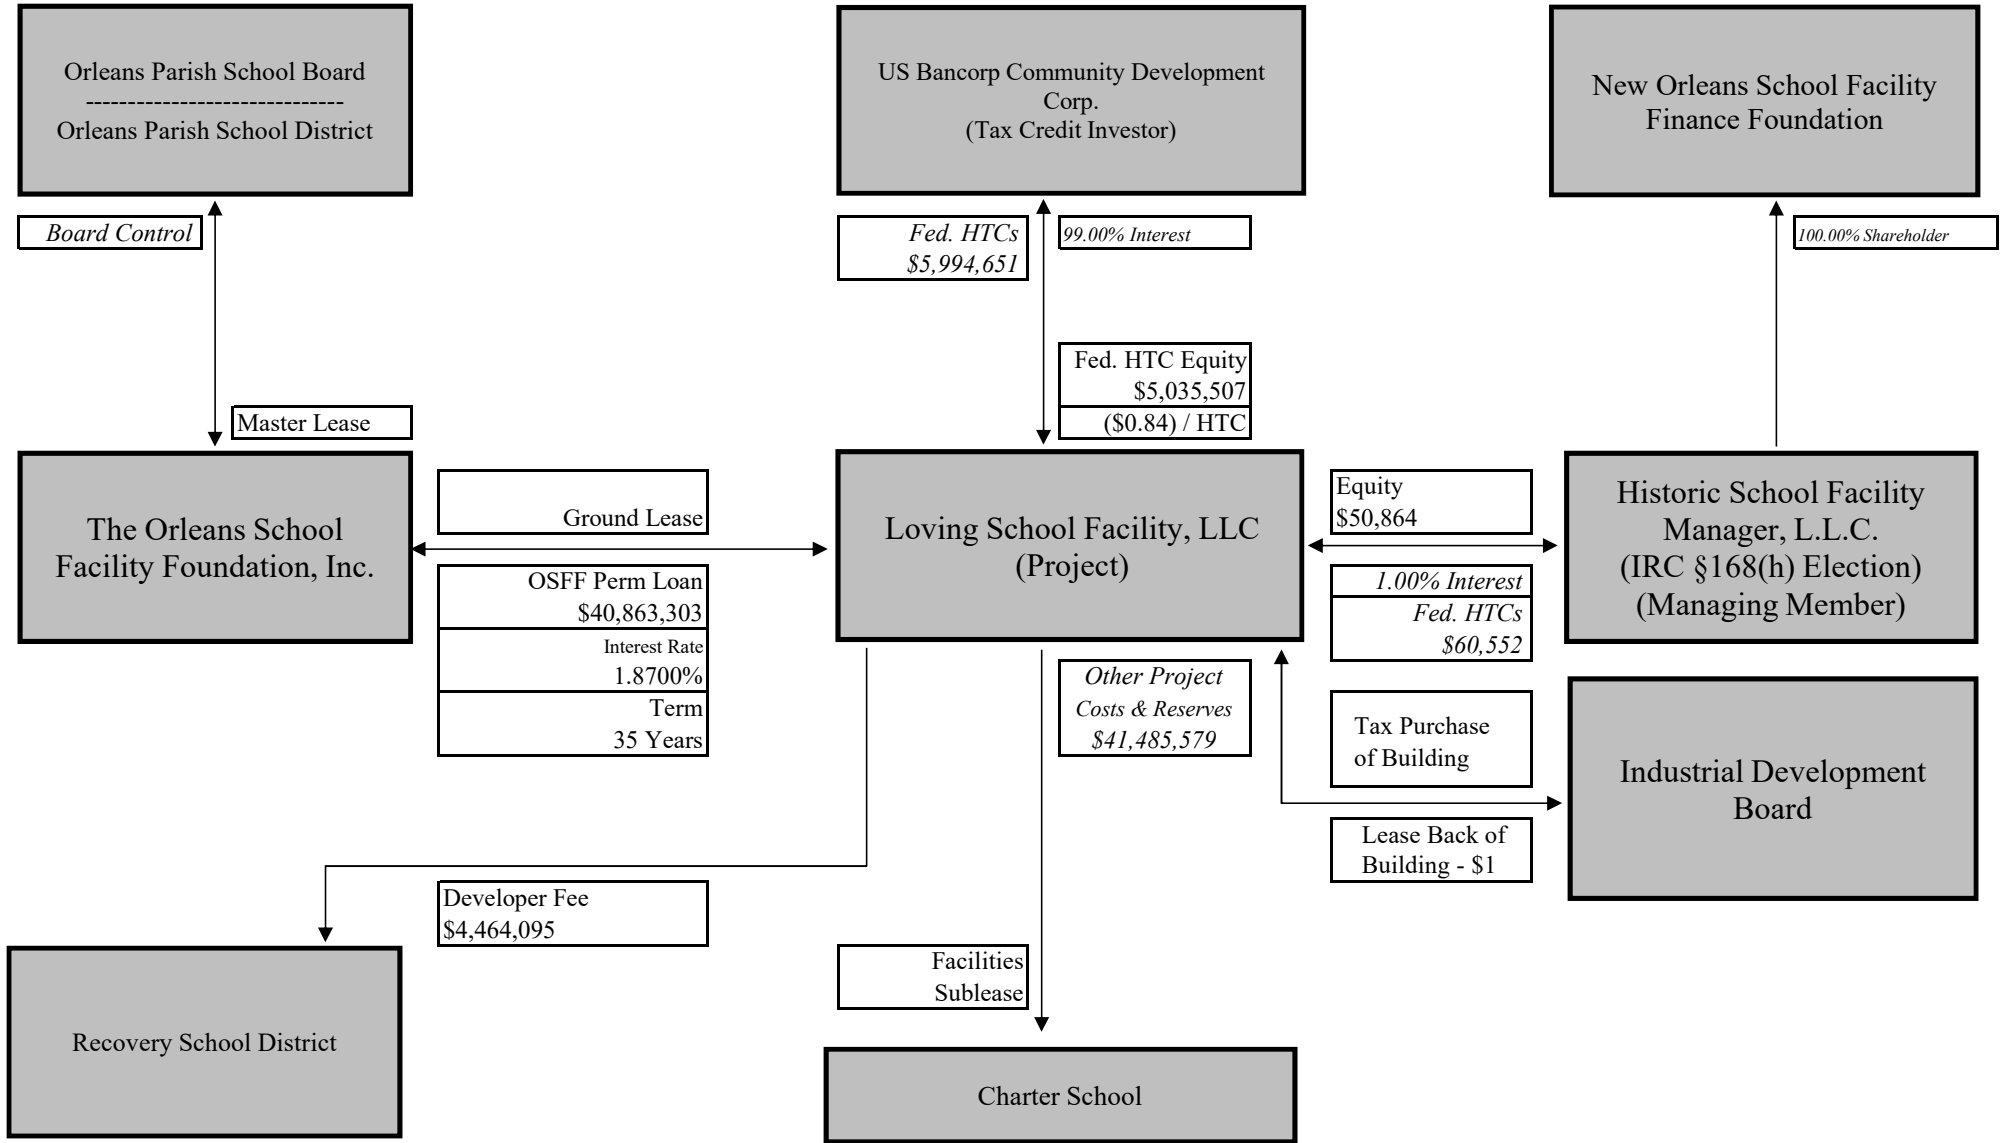 Orleans Parish School Board
-------------------------------
Orleans Parish School District
US Bancorp Community Development
Corp.
(Tax Credit Investor)
New Orleans School Facility
Finance Foundation
Board Control
Fed. HTCs
$5,994,651
99.00% Interest
100.00% Shareholder
Fed. HTC Equity
$5,035,507
($0.84) / HTC
Master Lease
The Orleans School
Facility Foundation, Inc.
Ground Lease
OSFF Perm Loan
$40,863,303
Interest Rate
1.8700%
Term
35 Years
Loving School Facility, LLC
(Project)
Equity
$50,864
1.00% Interest
Fed. HTCs
$60,552
Historic School Facility
Manager, L.L.C.
(IRC §168(h) Election)
(Managing Member)
Other Project
Costs & Reserves
$41,485,579
Tax Purchase
of Building
Lease Back of
Building - $1
Industrial Development
Board
Developer Fee
$4,464,095
Facilities
Sublease
Recovery School District
Charter School